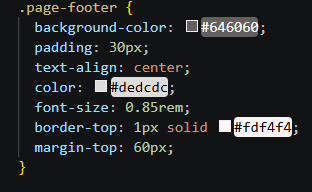 .page-footer {
background-color: #646060;
padding: 30px;
text-align: center;
color: #dedcdc;
font-size: 0.85rem;
border-top: 1px solid #fdf4f4;
margin-top: 60px;
}